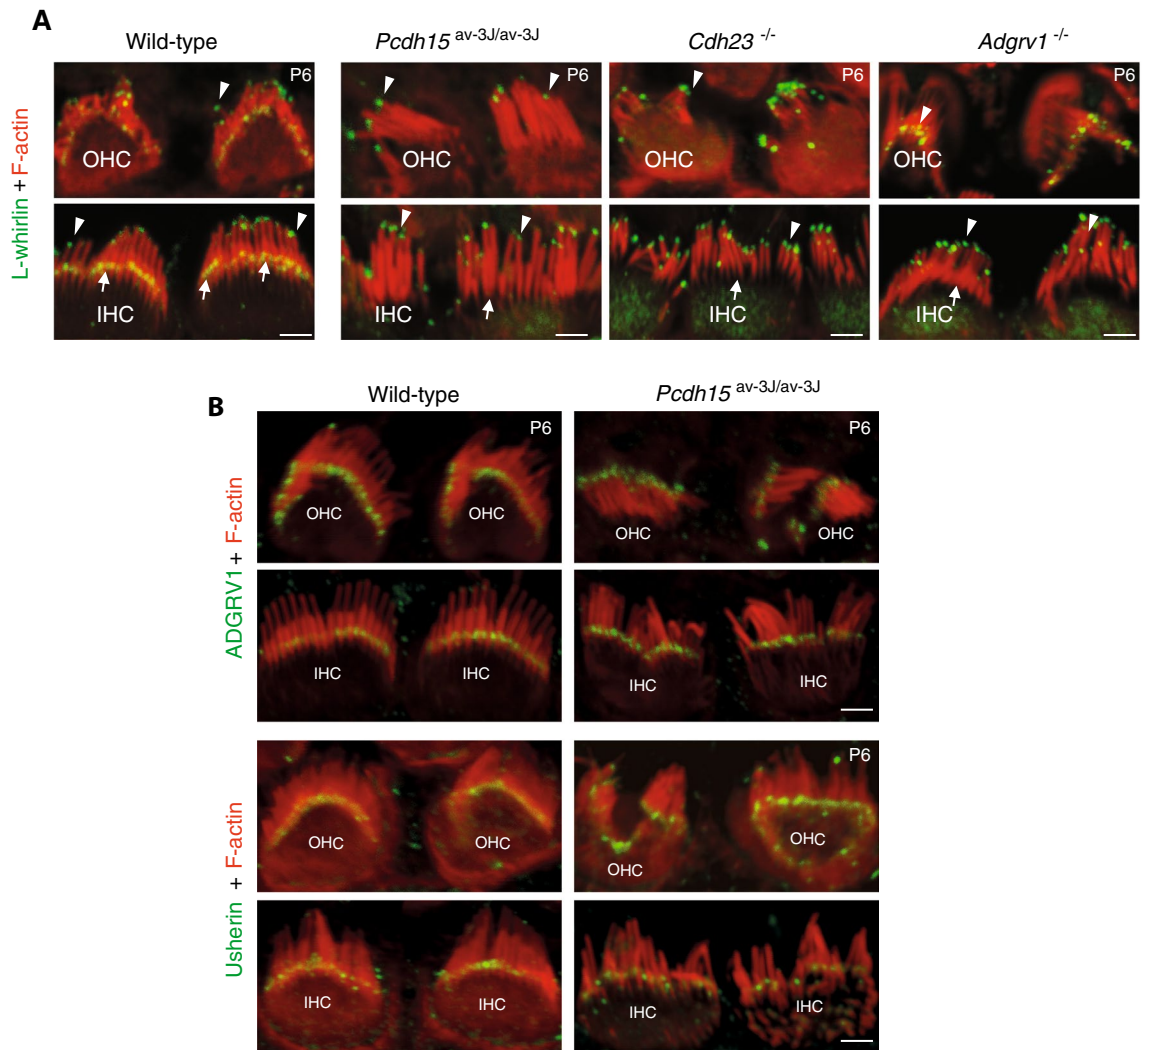 A
Wild-type
Pcdh15 av-3J/av-3J
Cdh23 -/-
Adgrv1 -/-
L-whirlin + F-actin
P6
OHC
P6
OHC
P6
OHC
P6
OHC
IHC
IHC
IHC
IHC
B
Wild-type
Pcdh15 av-3J/av-3J
ADGRV1 + F-actin
P6
OHC
OHC
P6
OHC
OHC
IHC
IHC
IHC
IHC
Usherin + F-actin
OHC
OHC
P6
OHC
OHC
IHC
IHC
IHC
IHC